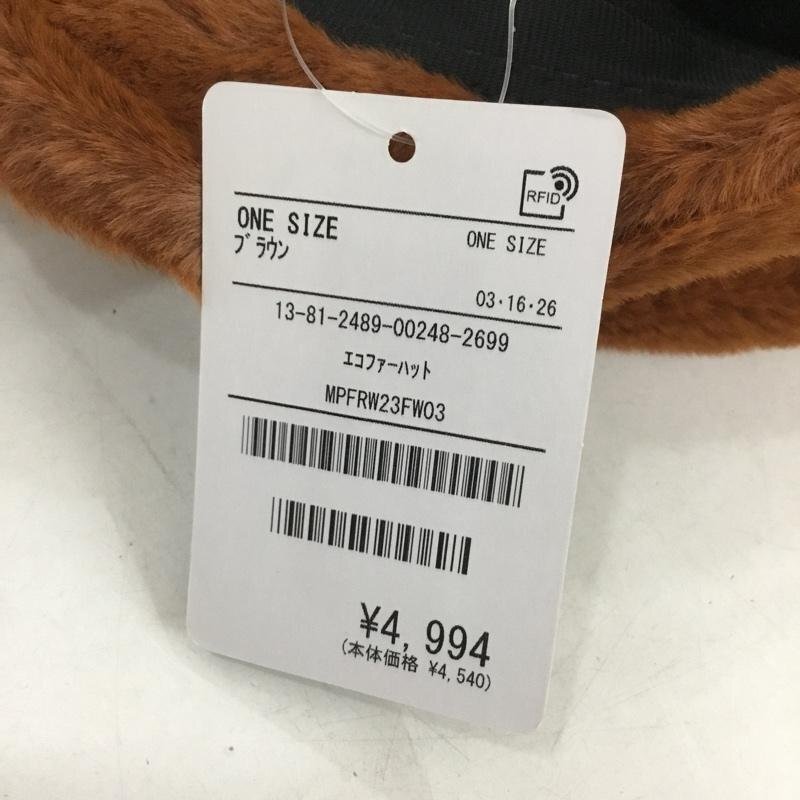 RFID
ONE SIZE ONE SIZE
ブラウン
03・16・26
13-81-2489-00248-2699
エコファーハット
MPFRW23FW03
¥4,994
(本体価格 ¥4,540)